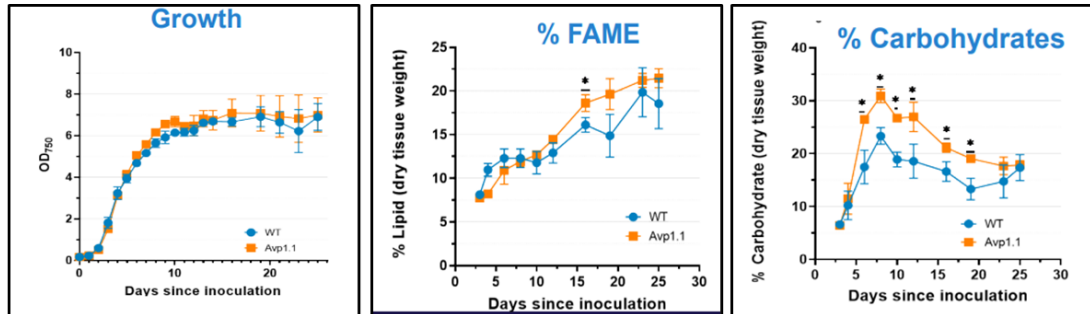 Growth
OD750
8
6
4
2
0
0
10
20
WT
Avp1.1
Days since inoculation
% FAME
% Lipid (dry tissue weight)
25
20
15
10
5
0
*
0
5
10
15
20
25
30
WT
Avp1.1
Days since inoculation
% Carbohydrates
% Carbohydrate (dry tissue weight)
40
30
20
10
0
* * * * * *
0
5
10
15
20
25
30
WT
Avp1.1
Days since inoculation